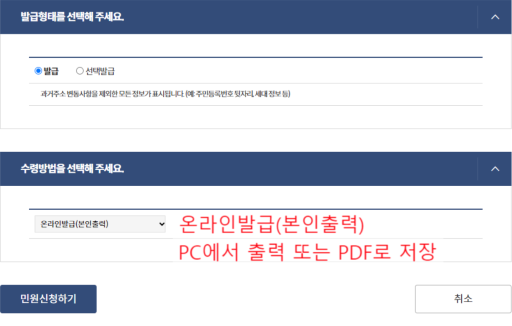 발급형태를 선택해 주세요.
발급 선택발급
과거주소 변동사항을 제외한 모든 정보가 표시됩니다. (예: 주민등록번호 뒷자리, 세대 정보 등)
수령방법을 선택해 주세요.
온라인발급(본인출력) 온라인발급(본인출력)
PC에서 출력 또는 PDF로 저장
민원신청하기 취소